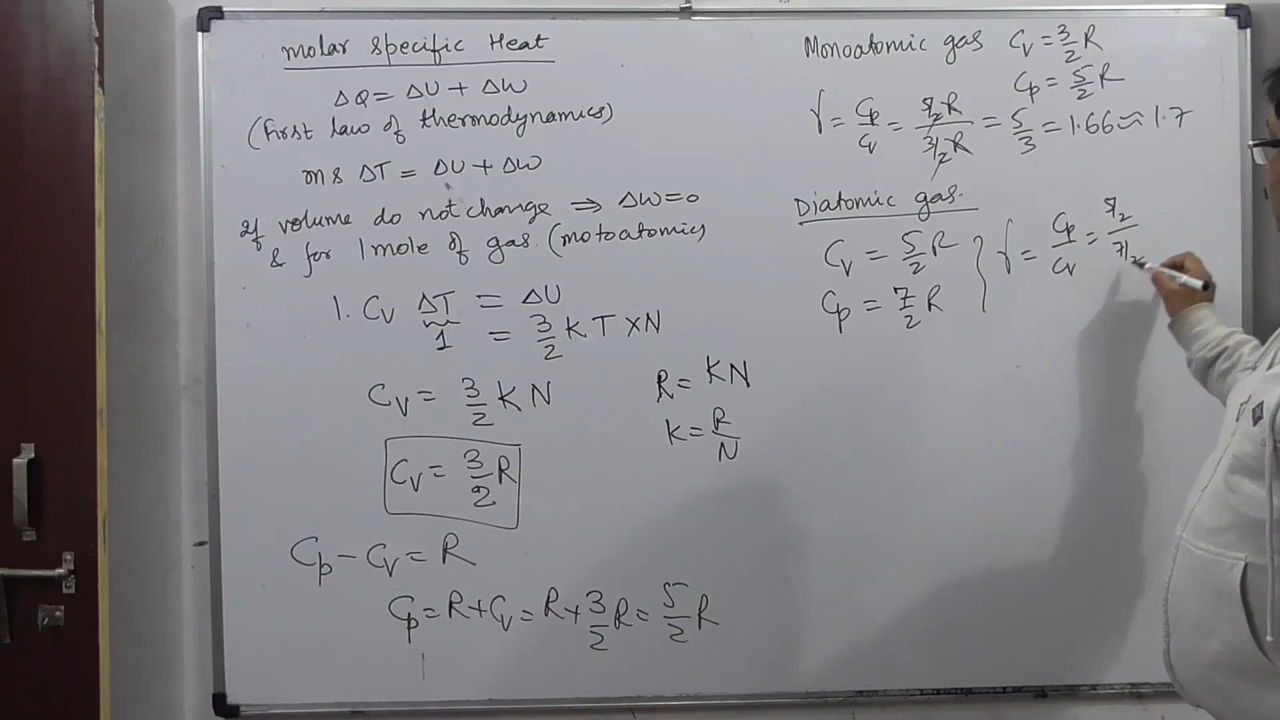 molar specific Heat
ΔQ = ΔU + ΔW
(First law of thermodynamics)
ms ΔT = ΔU + ΔW
If volume do not change ⇒ ΔW=0
& for 1 mole of gas. (motoatomics
1. Cv ΔT = ΔU
1 = 3/2 K T × N
Cv = 3/2 K N
R = KN
K = R/N
Cv = 3/2 R
Cp - Cv = R
Cp = R + Cv = R + 3/2 R = 5/2 R
Monoatomic gas Cv = 3/2 R
Cp = 5/2 R
γ = Cp/Cv = 5/2 R / 3/2 R = 5/3 = 1.66 ≈ 1.7
Diatomic gas.
Cv = 5/2 R
Cp = 7/2 R
} γ = Cp/Cv = 5/2 / 7/2